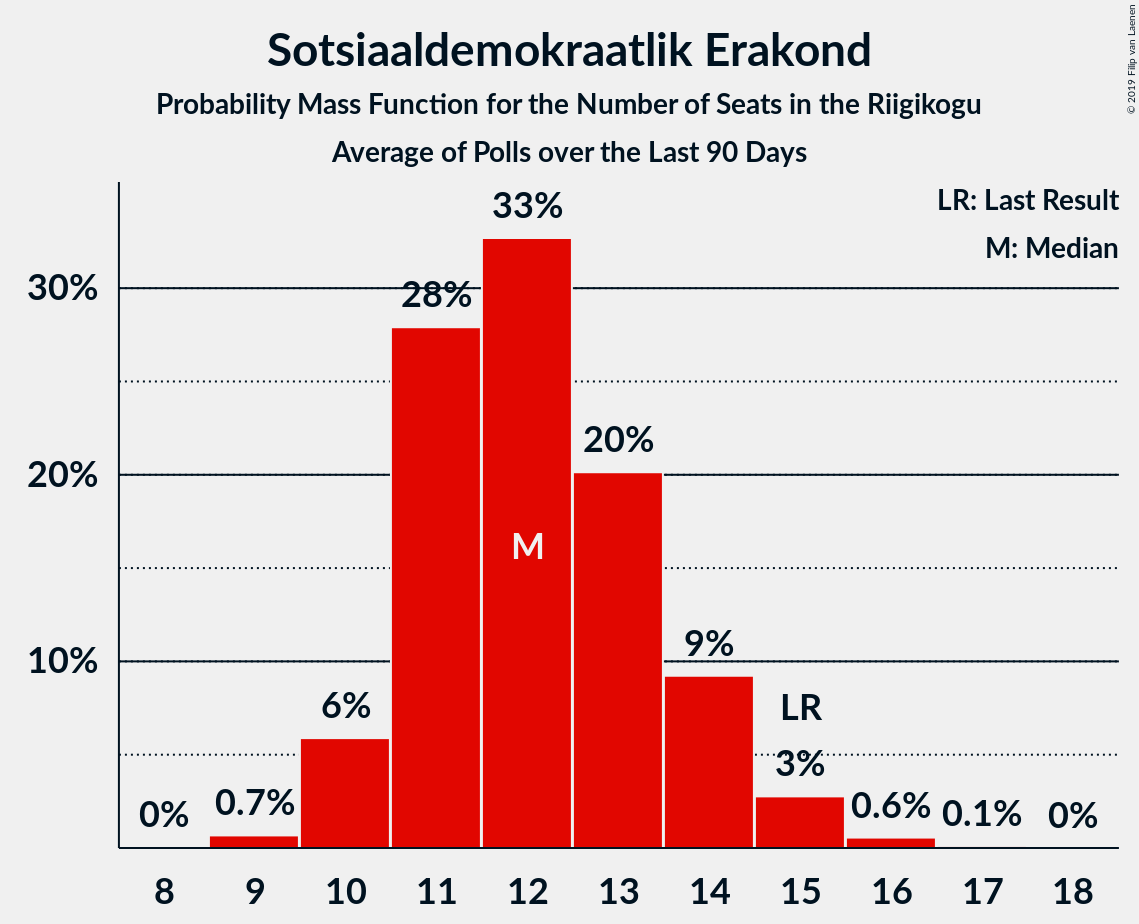 Sotsiaaldemokraatlik Erakond
Probability Mass Function for the Number of Seats in the Riigikogu
Average of Polls over the Last 90 Days
© 2019 Filip van Laenen
LR: Last Result
M: Median
30%
20%
10%
0%
0.7%
6%
28%
33%
M
20%
9%
LR
3%
0.6%
0.1%
0%
8 9 10 11 12 13 14 15 16 17 18